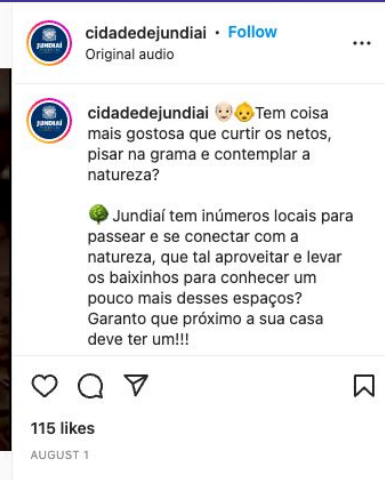 cidadedejundiai • Follow
Original audio
JUNDIAÍ
cidadedejundiai 👴🏻👶Tem coisa
mais gostosa que curtir os netos,
pisar na grama e contemplar a
natureza?
🌳 Jundiaí tem inúmeros locais para
passear e se conectar com a
natureza, que tal aproveitar e levar
os baixinhos para conhecer um
pouco mais desses espaços?
Garanto que próximo a sua casa
deve ter um!!!
115 likes
AUGUST 1